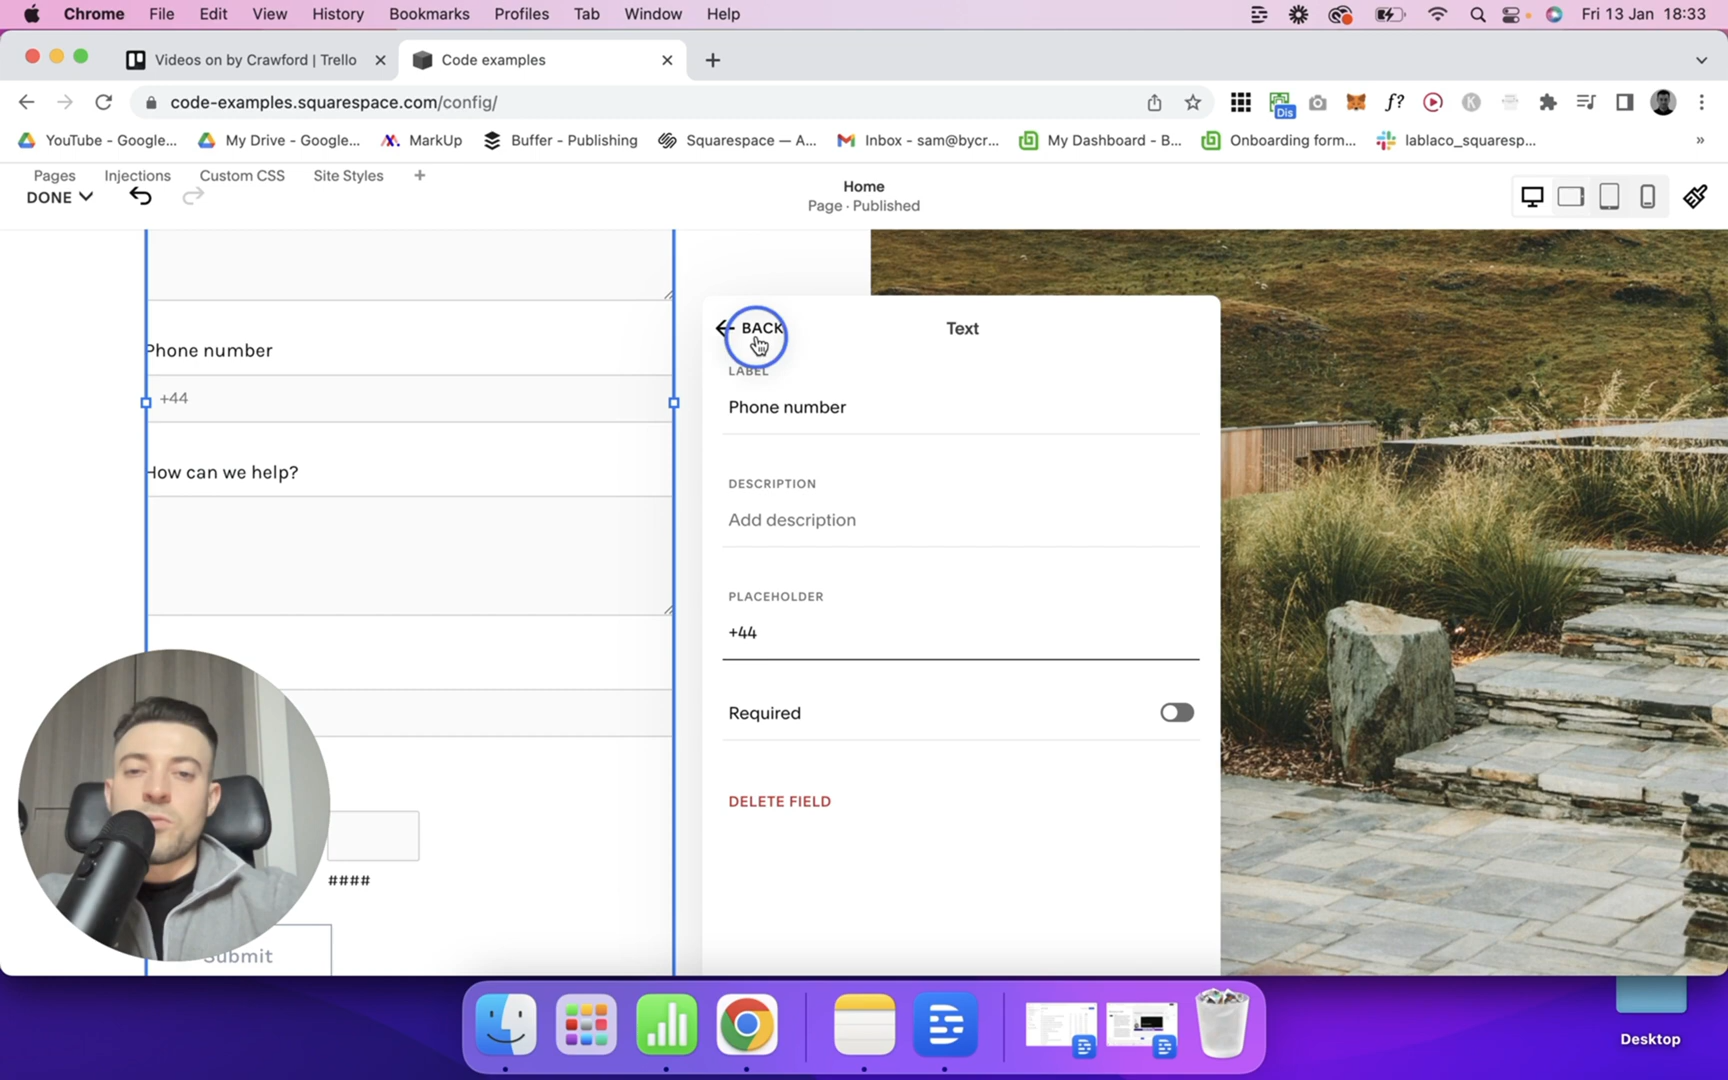 Chrome File Edit View History Bookmarks Profiles Tab Window Help Fri 13 Jan 18:33
Videos on by Crawford | Trello Code examples
code-examples.squarespace.com/config/ f? Dis
YouTube - Google... My Drive - Google... MarkUp Buffer - Publishing Squarespace — A... Inbox - sam@bycr... My Dashboard - B... Onboarding form... lablaco_squaresp... »
Pages Injections Custom CSS Site Styles +
DONE
Home
Page · Published
BACK Text
Phone number
+44
How can we help?
####
Submit
LABEL
Phone number
DESCRIPTION
Add description
PLACEHOLDER
+44
Required
DELETE FIELD
Desktop